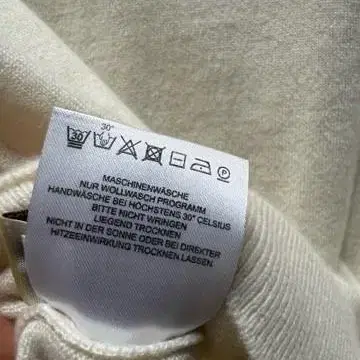 30 30°
P
MASCHINENWÄSCHE
NUR WOLLWASCH PROGRAMM
HANDWÄSCHE BEI HÖCHSTENS 30° CELSIUS
BITTE NICHT WRINGEN
LIEGEND TROCKNEN
NICHT IN DER SONNE ODER BEI DIREKTER
HITZEEINWIRKUNG TROCKNEN LASSEN.